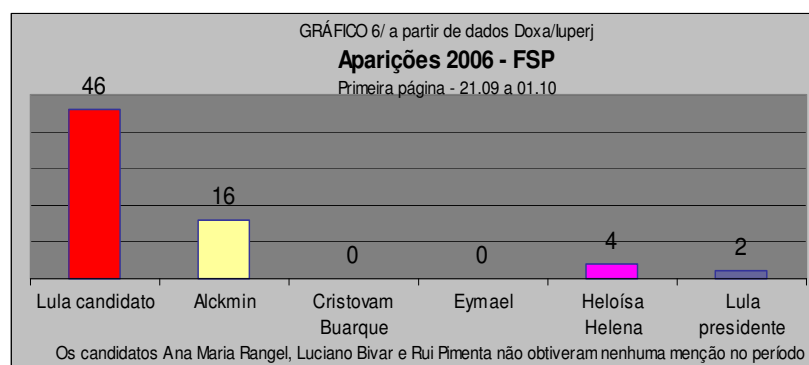 GRÁFICO 6/ a partir de dados Doxa/Iuperj
Aparições 2006 - FSP
Primeira página - 21.09 a 01.10
46
16
0
0
4
2
Lula candidato
Alckmin
Cristovam
Buarque
Eymael
Heloísa
Helena
Lula
presidente
Os candidatos Ana Maria Rangel, Luciano Bivar e Rui Pimenta não obtiveram nenhuma menção no período